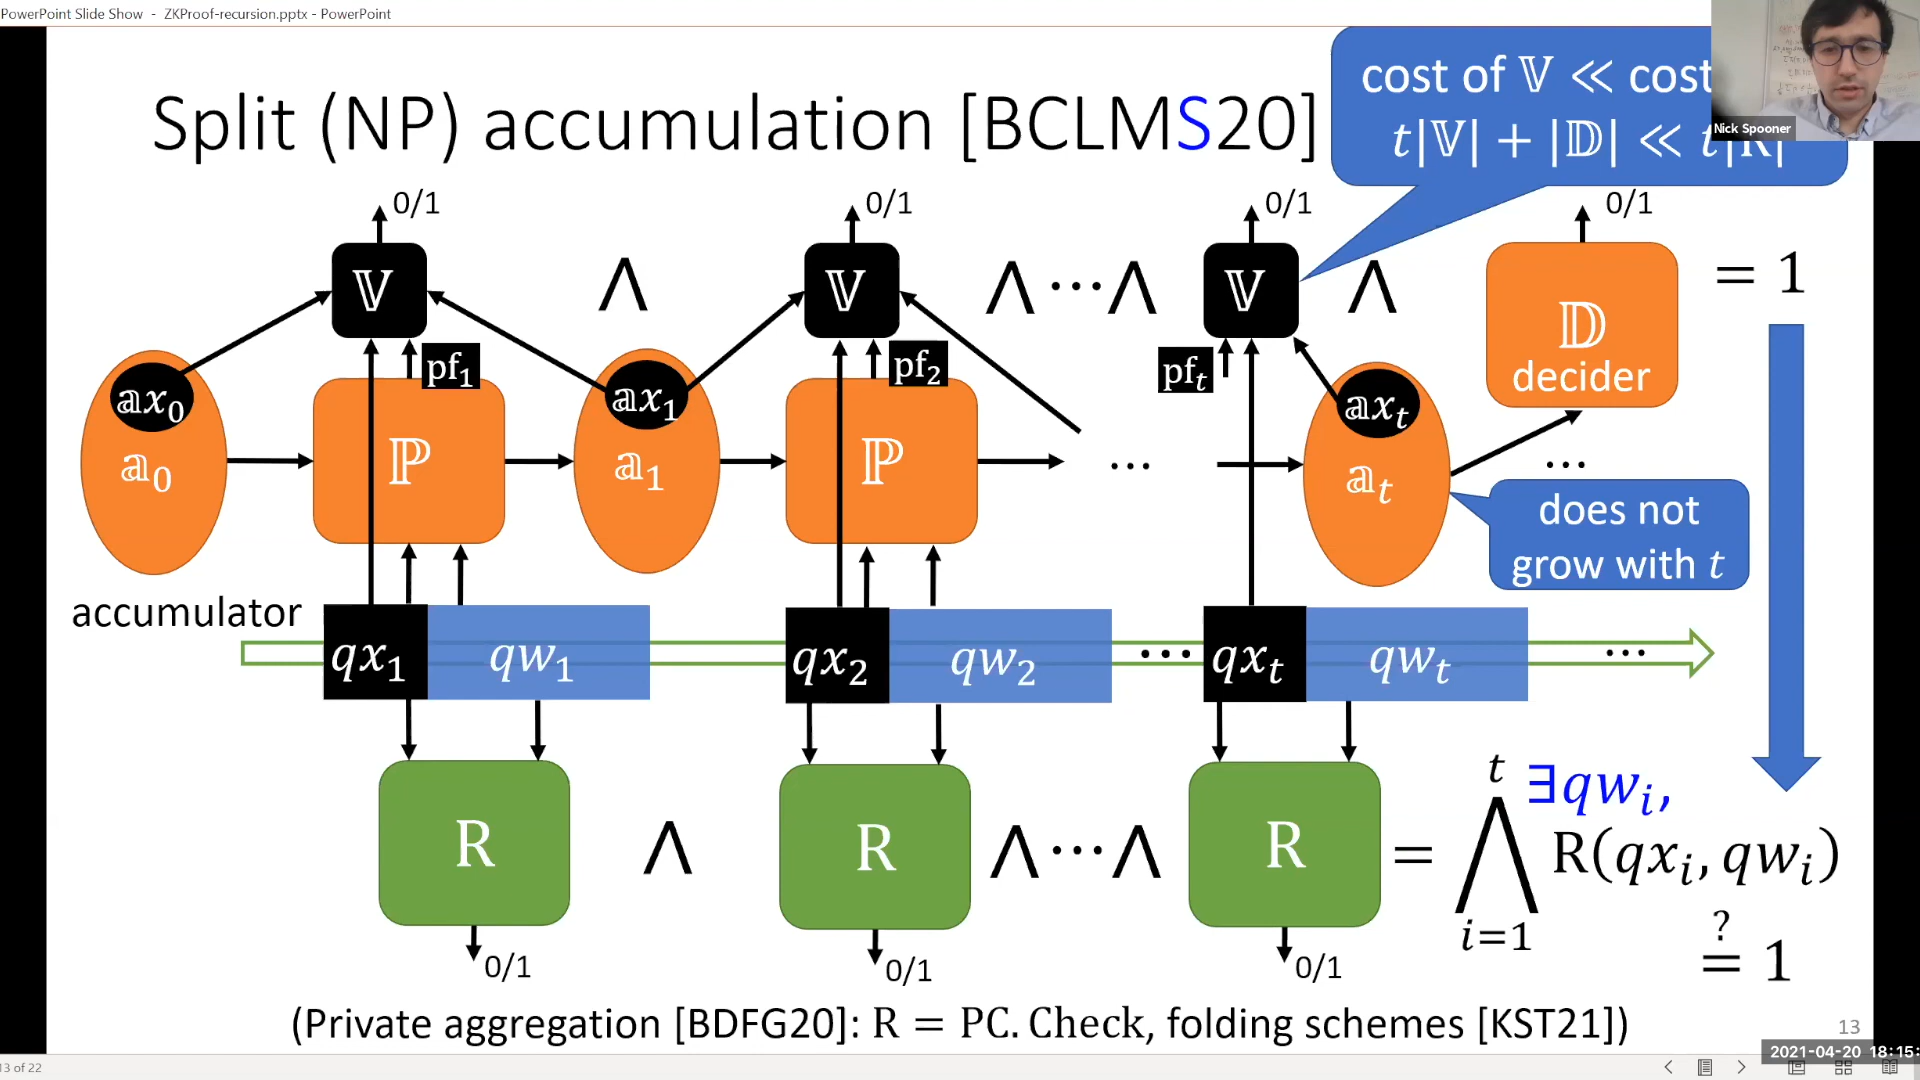 PowerPoint Slide Show - ZKProof-recursion.pptx - PowerPoint
cost of 𝕍 ≪ cost
t|𝕍| + |𝔻| ≪ t|R|
Nick Spooner
Split (NP) accumulation [BCLMS20]
0/1 0/1 0/1 0/1
𝕍 ∧ 𝕍 ∧ ⋯ ∧ 𝕍 ∧ 𝔻 = 1
decider
pf₁ pf₂ pfₜ
𝕒x₀ 𝕒x₁ 𝕒xₜ
𝕒₀ ℙ 𝕒₁ ℙ ... 𝕒ₜ ...
does not
grow with t
accumulator
qx₁ qw₁ qx₂ qw₂ ... qxₜ qwₜ ...
R ∧ R ∧ ⋯ ∧ R = ⋀ᵗᵢ₌₁ ∃qwᵢ, R(qxᵢ, qwᵢ)
≟ 1
0/1 0/1 0/1
(Private aggregation [BDFG20]: R = PC. Check, folding schemes [KST21])
13
2021-04-20 18:15:
13 of 22